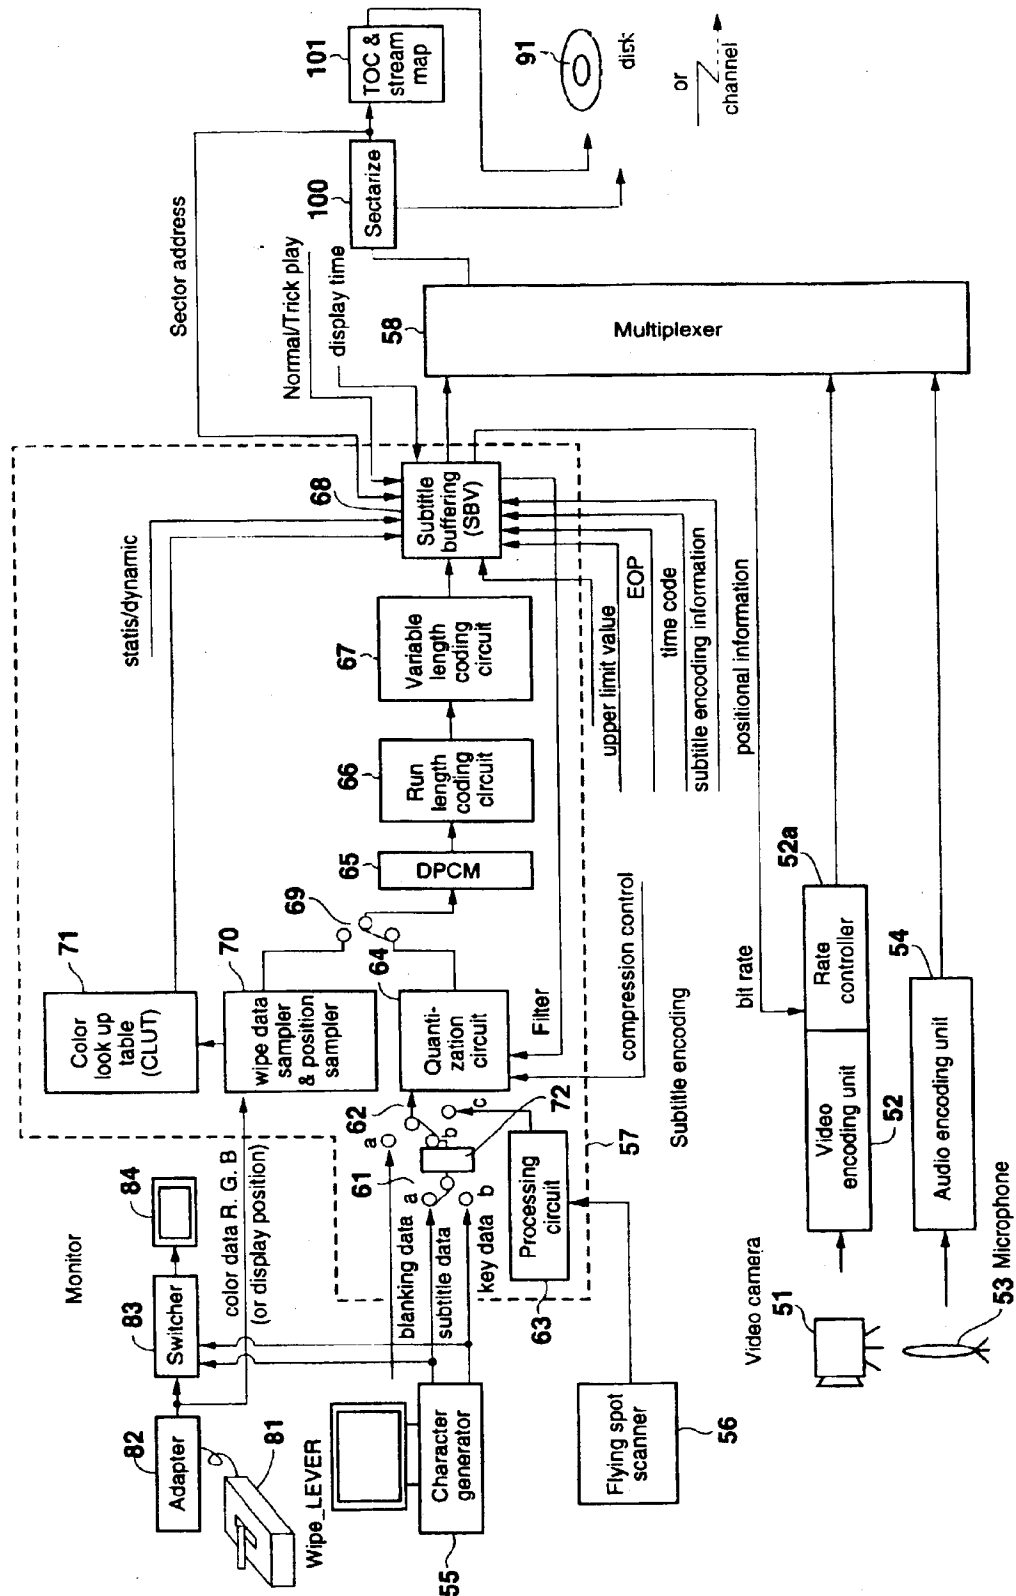 Monitor
84
83
Switcher
82
Adapter
81
Wipe_LEVER
color data R. G. B
(or display position)
71
Color
look up
table
(CLUT)
70
wipe data
sampler
& position
sampler
69
64
Quanti-
zation
circuit
65
DPCM
66
Run
length
coding
circuit
67
Variable
length
coding
circuit
68
Subtitle
buffering
(SBV)
statis/dynamic
Sector address
Normal/Trick play
display time
101
TOC &
stream
map
100
Sectarize
91
disk
or
channel
58
Multiplexer
55
Character
generator
blanking data
subtitle data
key data
61
a
b
62
a
b
c
72
63
Processing
circuit
57
Subtitle encoding
Filter
compression control
upper limit value
EOP
time code
subtitle encoding information
positional information
bit rate
56
Flying spot
scanner
Video camera
51
Video
encoding unit
52
Rate
controller
52a
53
Microphone
Audio encoding unit
54